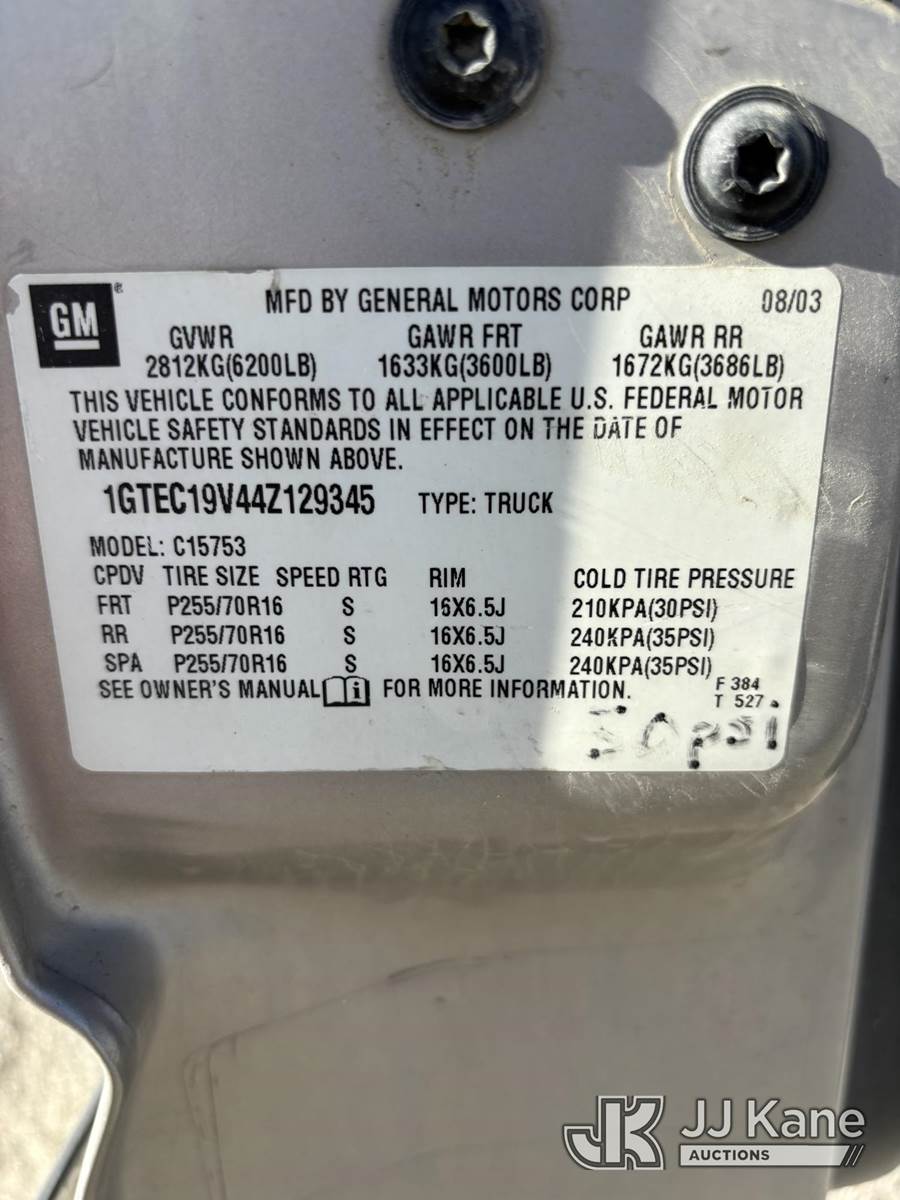 GM
MFD BY GENERAL MOTORS CORP 08/03
GVWR GAWR FRT GAWR RR
2812KG(6200LB) 1633KG(3600LB) 1672KG(3686LB)
THIS VEHICLE CONFORMS TO ALL APPLICABLE U.S. FEDERAL MOTOR
VEHICLE SAFETY STANDARDS IN EFFECT ON THE DATE OF
MANUFACTURE SHOWN ABOVE.
1GTEC19V44Z129345 TYPE: TRUCK
MODEL: C15753
CPDV TIRE SIZE SPEED RTG RIM COLD TIRE PRESSURE
FRT P255/70R16 S 16X6.5J 210KPA(30PSI)
RR P255/70R16 S 16X6.5J 240KPA(35PSI)
SPA P255/70R16 S 16X6.5J 240KPA(35PSI)
SEE OWNER'S MANUAL FOR MORE INFORMATION.
F 384
T 527
JK JJ Kane
AUCTIONS